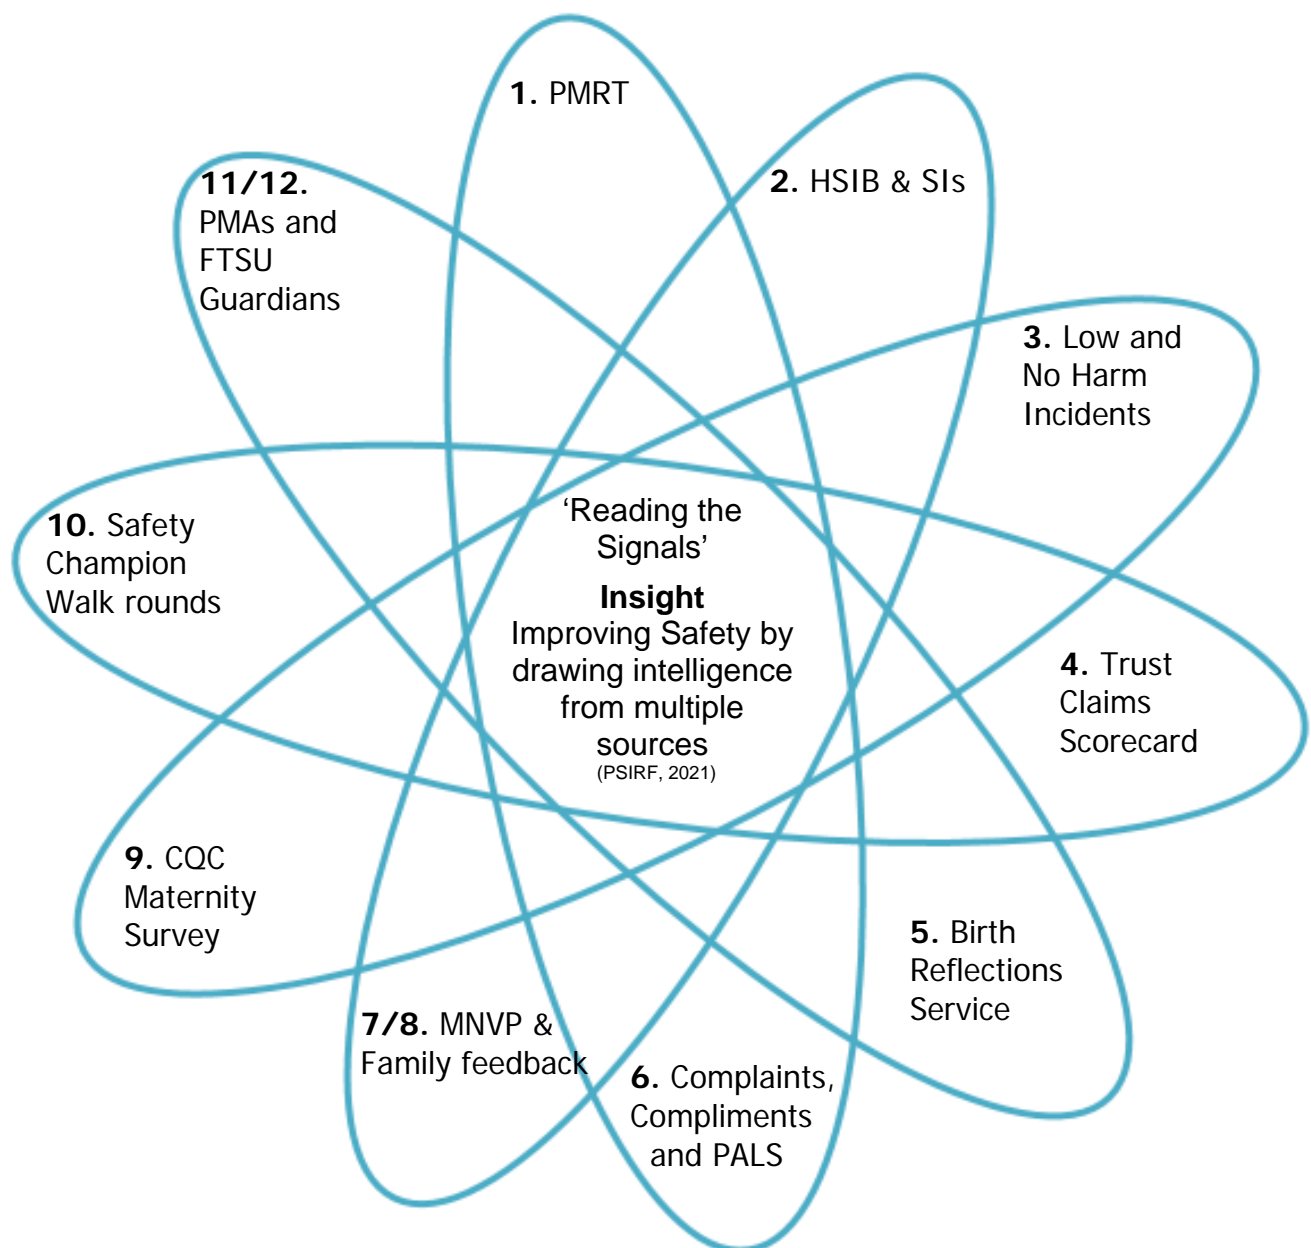 1. PMRT
2. HSIB & SIs
3. Low and
No Harm
Incidents
4. Trust
Claims
Scorecard
5. Birth
Reflections
Service
6. Complaints,
Compliments
and PALS
7/8. MNVP &
Family feedback
9. CQC
Maternity
Survey
10. Safety
Champion
Walk rounds
11/12.
PMAs and
FTSU
Guardians
‘Reading the
Signals’
Insight
Improving Safety by
drawing intelligence
from multiple
sources
(PSIRF, 2021)